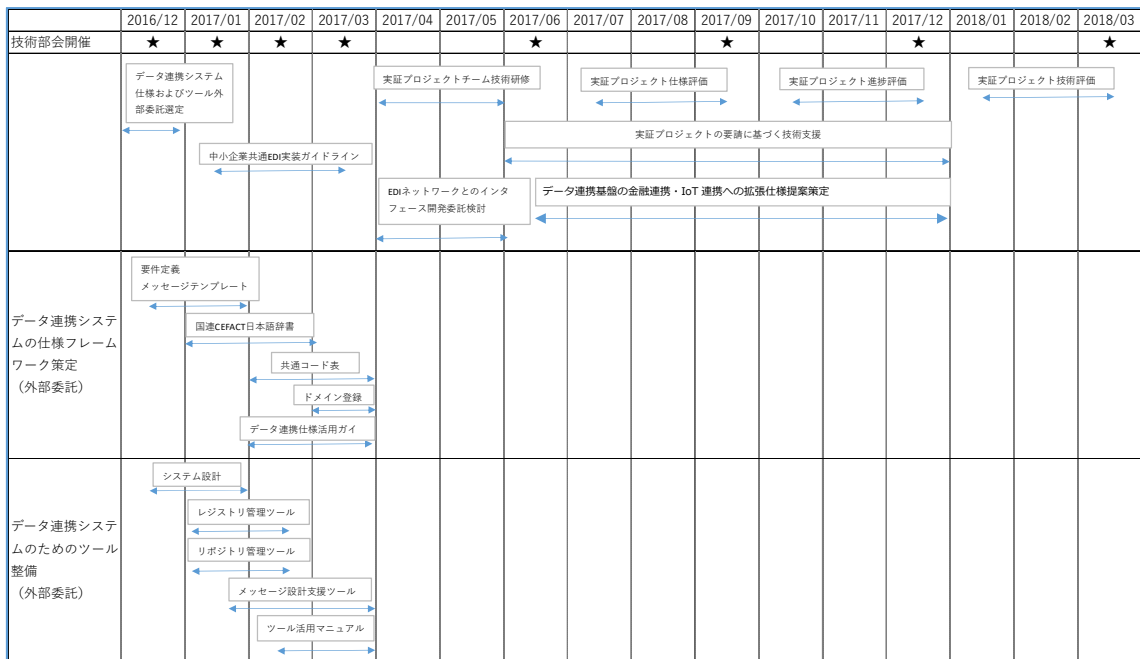 2016/12 2017/01 2017/02 2017/03 2017/04 2017/05 2017/06 2017/07 2017/08 2017/09 2017/10 2017/11 2017/12 2018/01 2018/02 2018/03
技術部会開催 ★ ★ ★ ★ ★ ★ ★ ★
データ連携システム
仕様およびツール外
部委託選定
実証プロジェクトチーム技術研修
実証プロジェクト仕様評価
実証プロジェクト進捗評価
実証プロジェクト技術評価
実証プロジェクトの要請に基づく技術支援
中小企業共通EDI実装ガイドライン
EDIネットワークとのインタ
フェース開発委託検討
データ連携基盤の金融連携・IoT 連携への拡張仕様提案策定
データ連携システ
ムの仕様フレーム
ワーク策定
（外部委託）
要件定義
メッセージテンプレート
国連CEFACT日本語辞書
共通コード表
ドメイン登録
データ連携仕様活用ガイ
データ連携システ
ムのためのツール
整備
（外部委託）
システム設計
レジストリ管理ツール
リポジトリ管理ツール
メッセージ設計支援ツール
ツール活用マニュアル